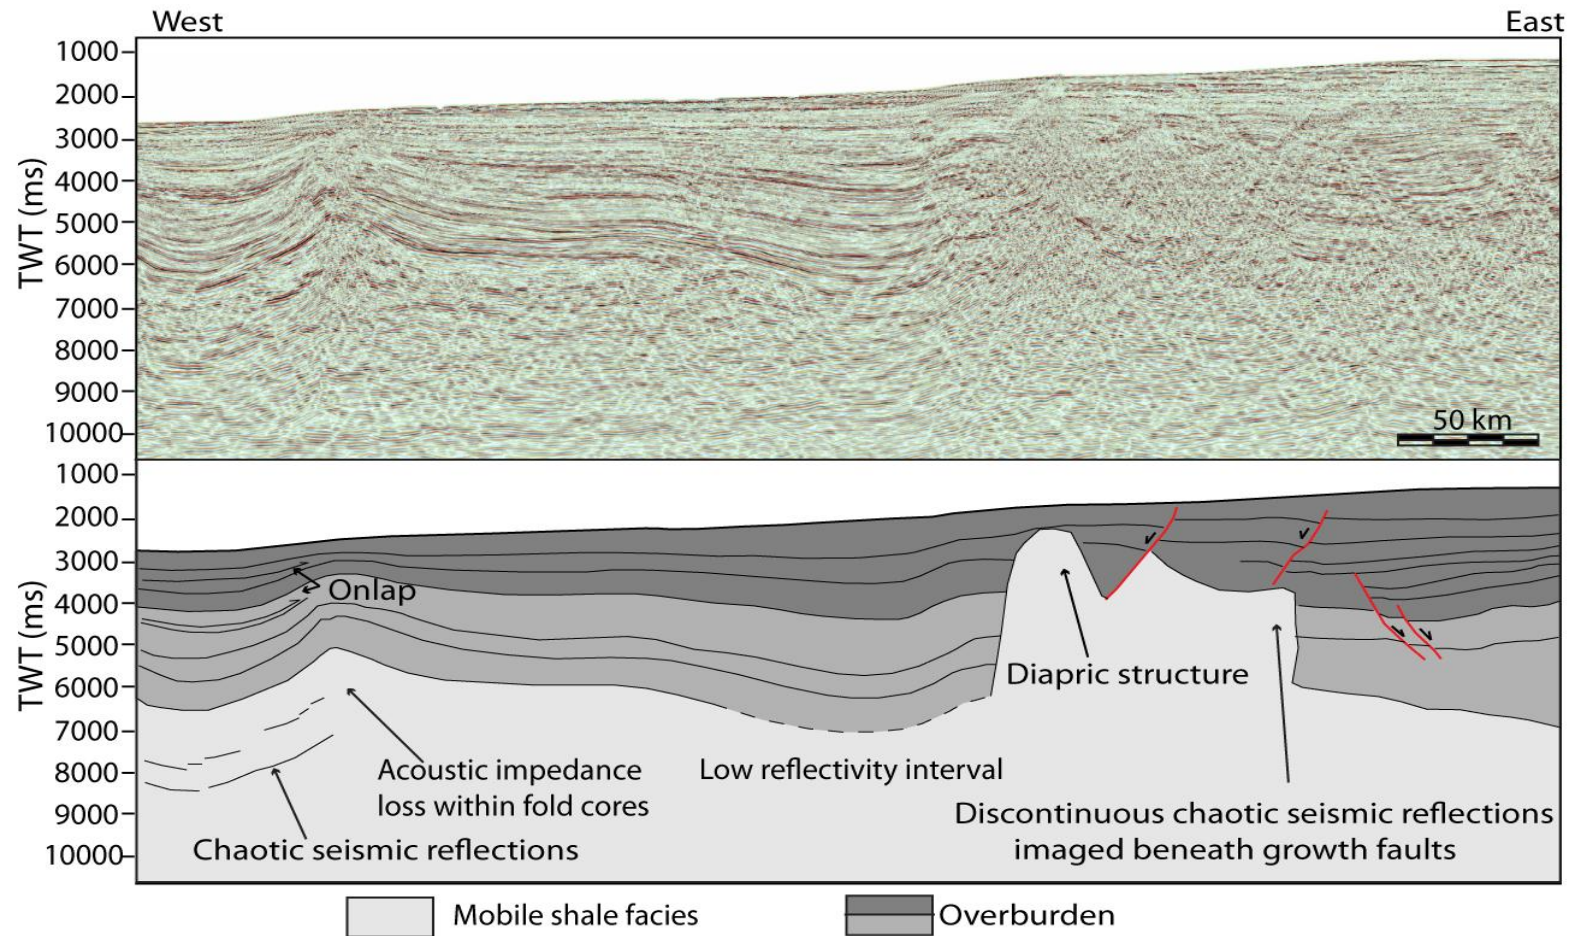 West
East
1000
2000
3000
4000
5000
6000
7000
8000
9000
10000
TWT (ms)
50 km
1000
2000
3000
4000
5000
6000
7000
8000
9000
10000
TWT (ms)
Onlap
Diapric structure
Acoustic impedance
loss within fold cores
Low reflectivity interval
Chaotic seismic reflections
Discontinuous chaotic seismic reflections
imaged beneath growth faults
Mobile shale facies
Overburden